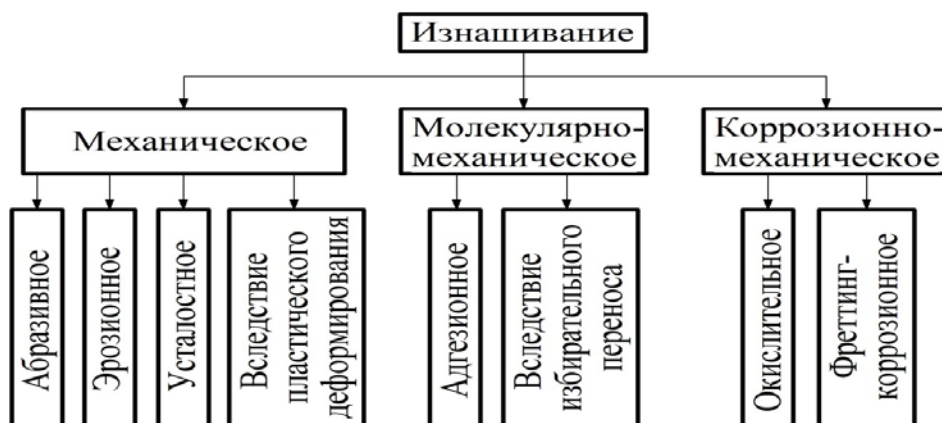 Изнашивание
Механическое
Молекулярно-
механическое
Коррозионно-
механическое
Абразивное
Эрозионное
Усталостное
Вследствие
пластического
деформирования
Адгезионное
Вследствие
избирательного
переноса
Окислительное
Фреттинг-
коррозионное